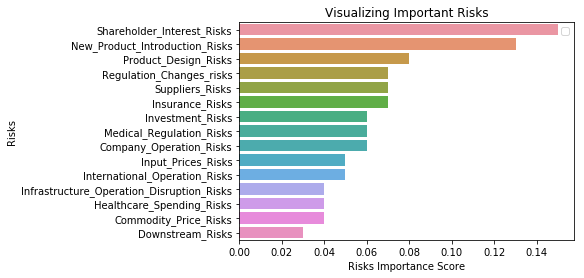 Visualizing Important Risks
Shareholder_Interest_Risks
New_Product_Introduction_Risks
Product_Design_Risks
Regulation_Changes_risks
Suppliers_Risks
Insurance_Risks
Investment_Risks
Medical_Regulation_Risks
Company_Operation_Risks
Input_Prices_Risks
International_Operation_Risks
Infrastructure_Operation_Disruption_Risks
Healthcare_Spending_Risks
Commodity_Price_Risks
Downstream_Risks
Risks
0.00 0.02 0.04 0.06 0.08 0.10 0.12 0.14
Risks Importance Score